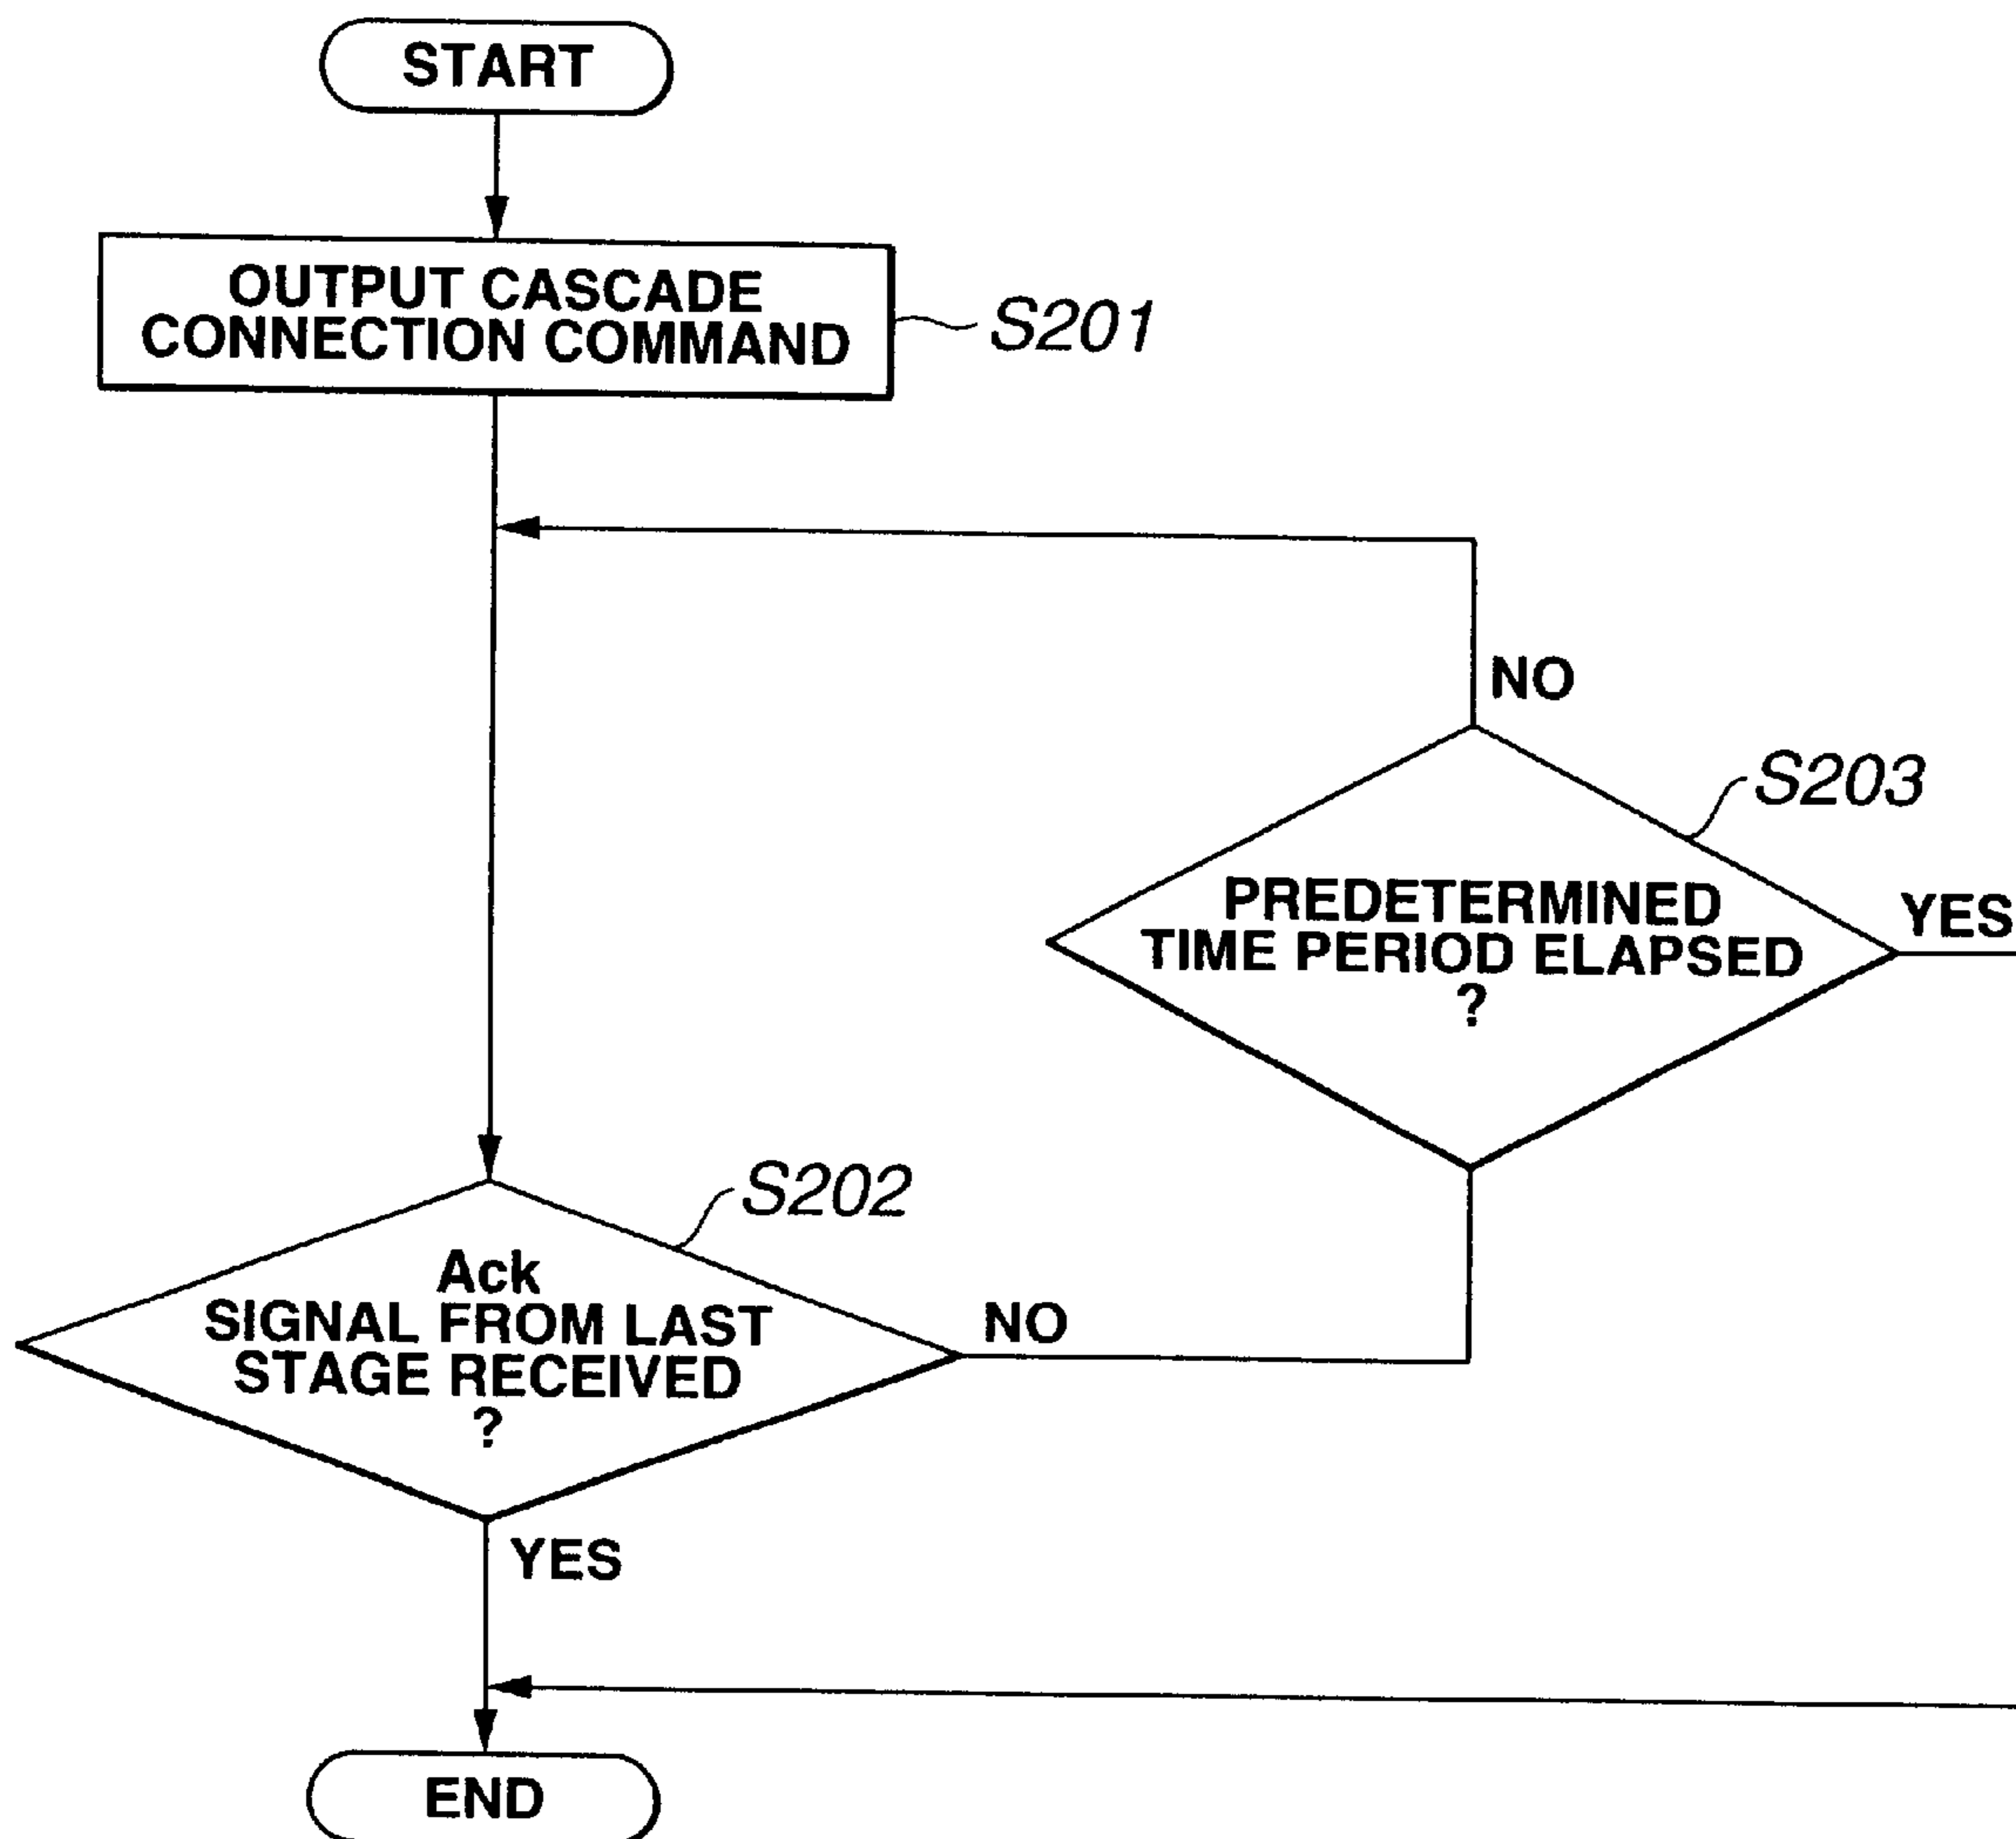 START
OUTPUT CASCADE
CONNECTION COMMAND
S201
NO
S203
PREDETERMINED
TIME PERIOD ELAPSED
?
YES
S202
Ack
SIGNAL FROM LAST
STAGE RECEIVED
?
NO
YES
END